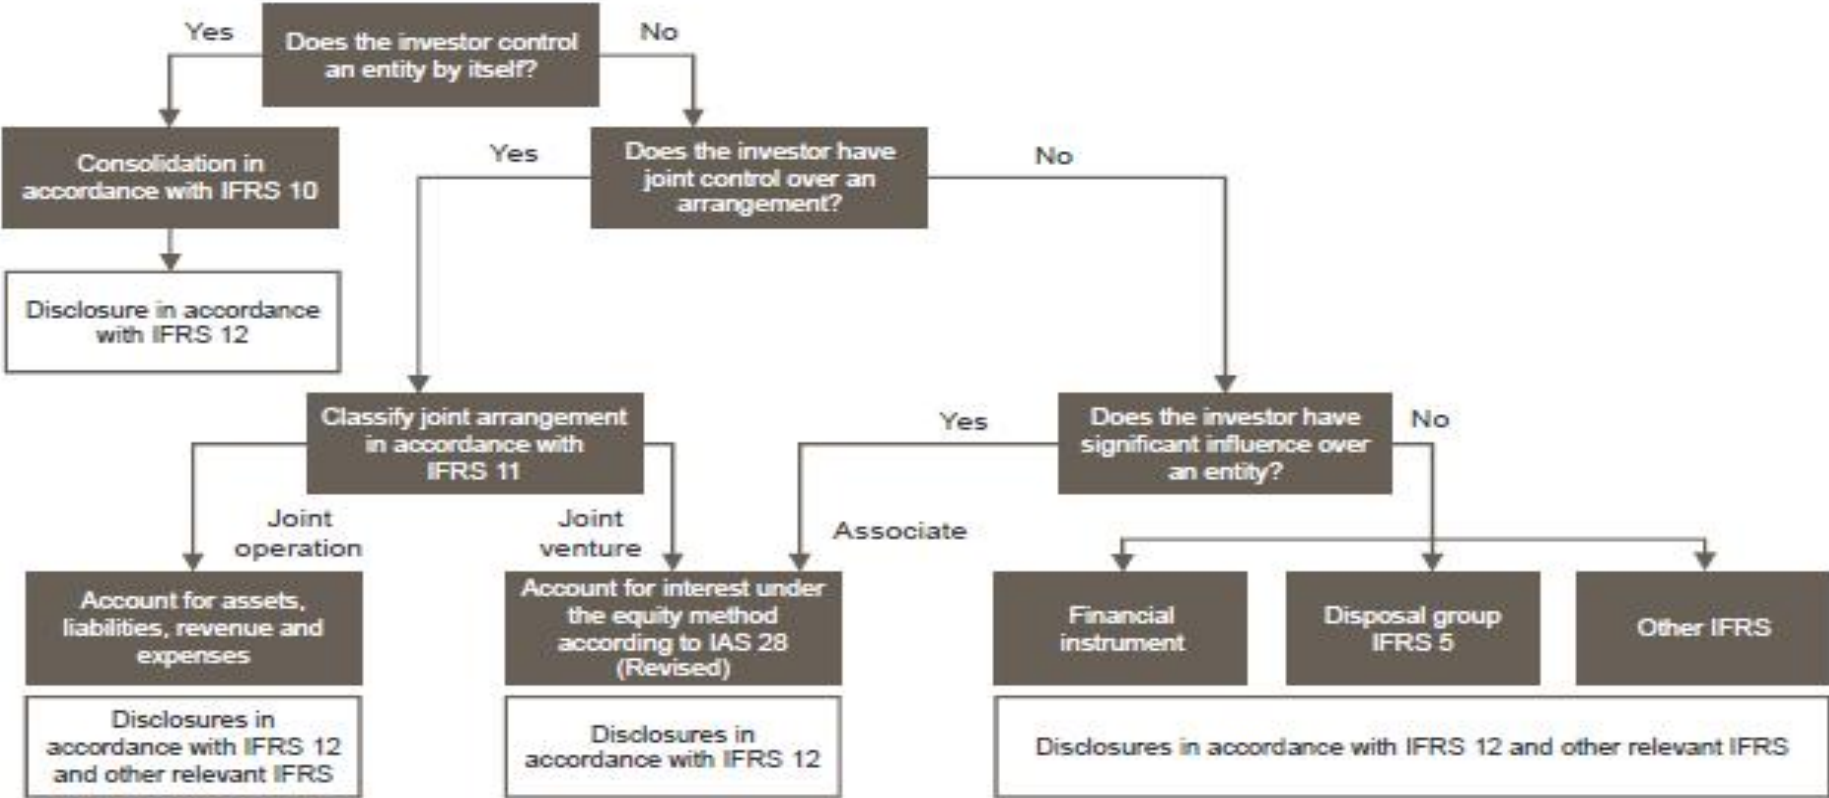 Yes
Does the investor control
an entity by itself?
No
Consolidation in
accordance with IFRS 10
Yes
Does the investor have
joint control over an
arrangement?
No
Disclosure in accordance
with IFRS 12
Classify joint arrangement
in accordance with
IFRS 11
Yes
Does the investor have
significant influence over
an entity?
No
Joint
operation
Joint
venture
Associate
Account for assets,
liabilities, revenue and
expenses
Account for interest under
the equity method
according to IAS 28
(Revised)
Financial
instrument
Disposal group
IFRS 5
Other IFRS
Disclosures in
accordance with IFRS 12
and other relevant IFRS
Disclosures in
accordance with IFRS 12
Disclosures in accordance with IFRS 12 and other relevant IFRS